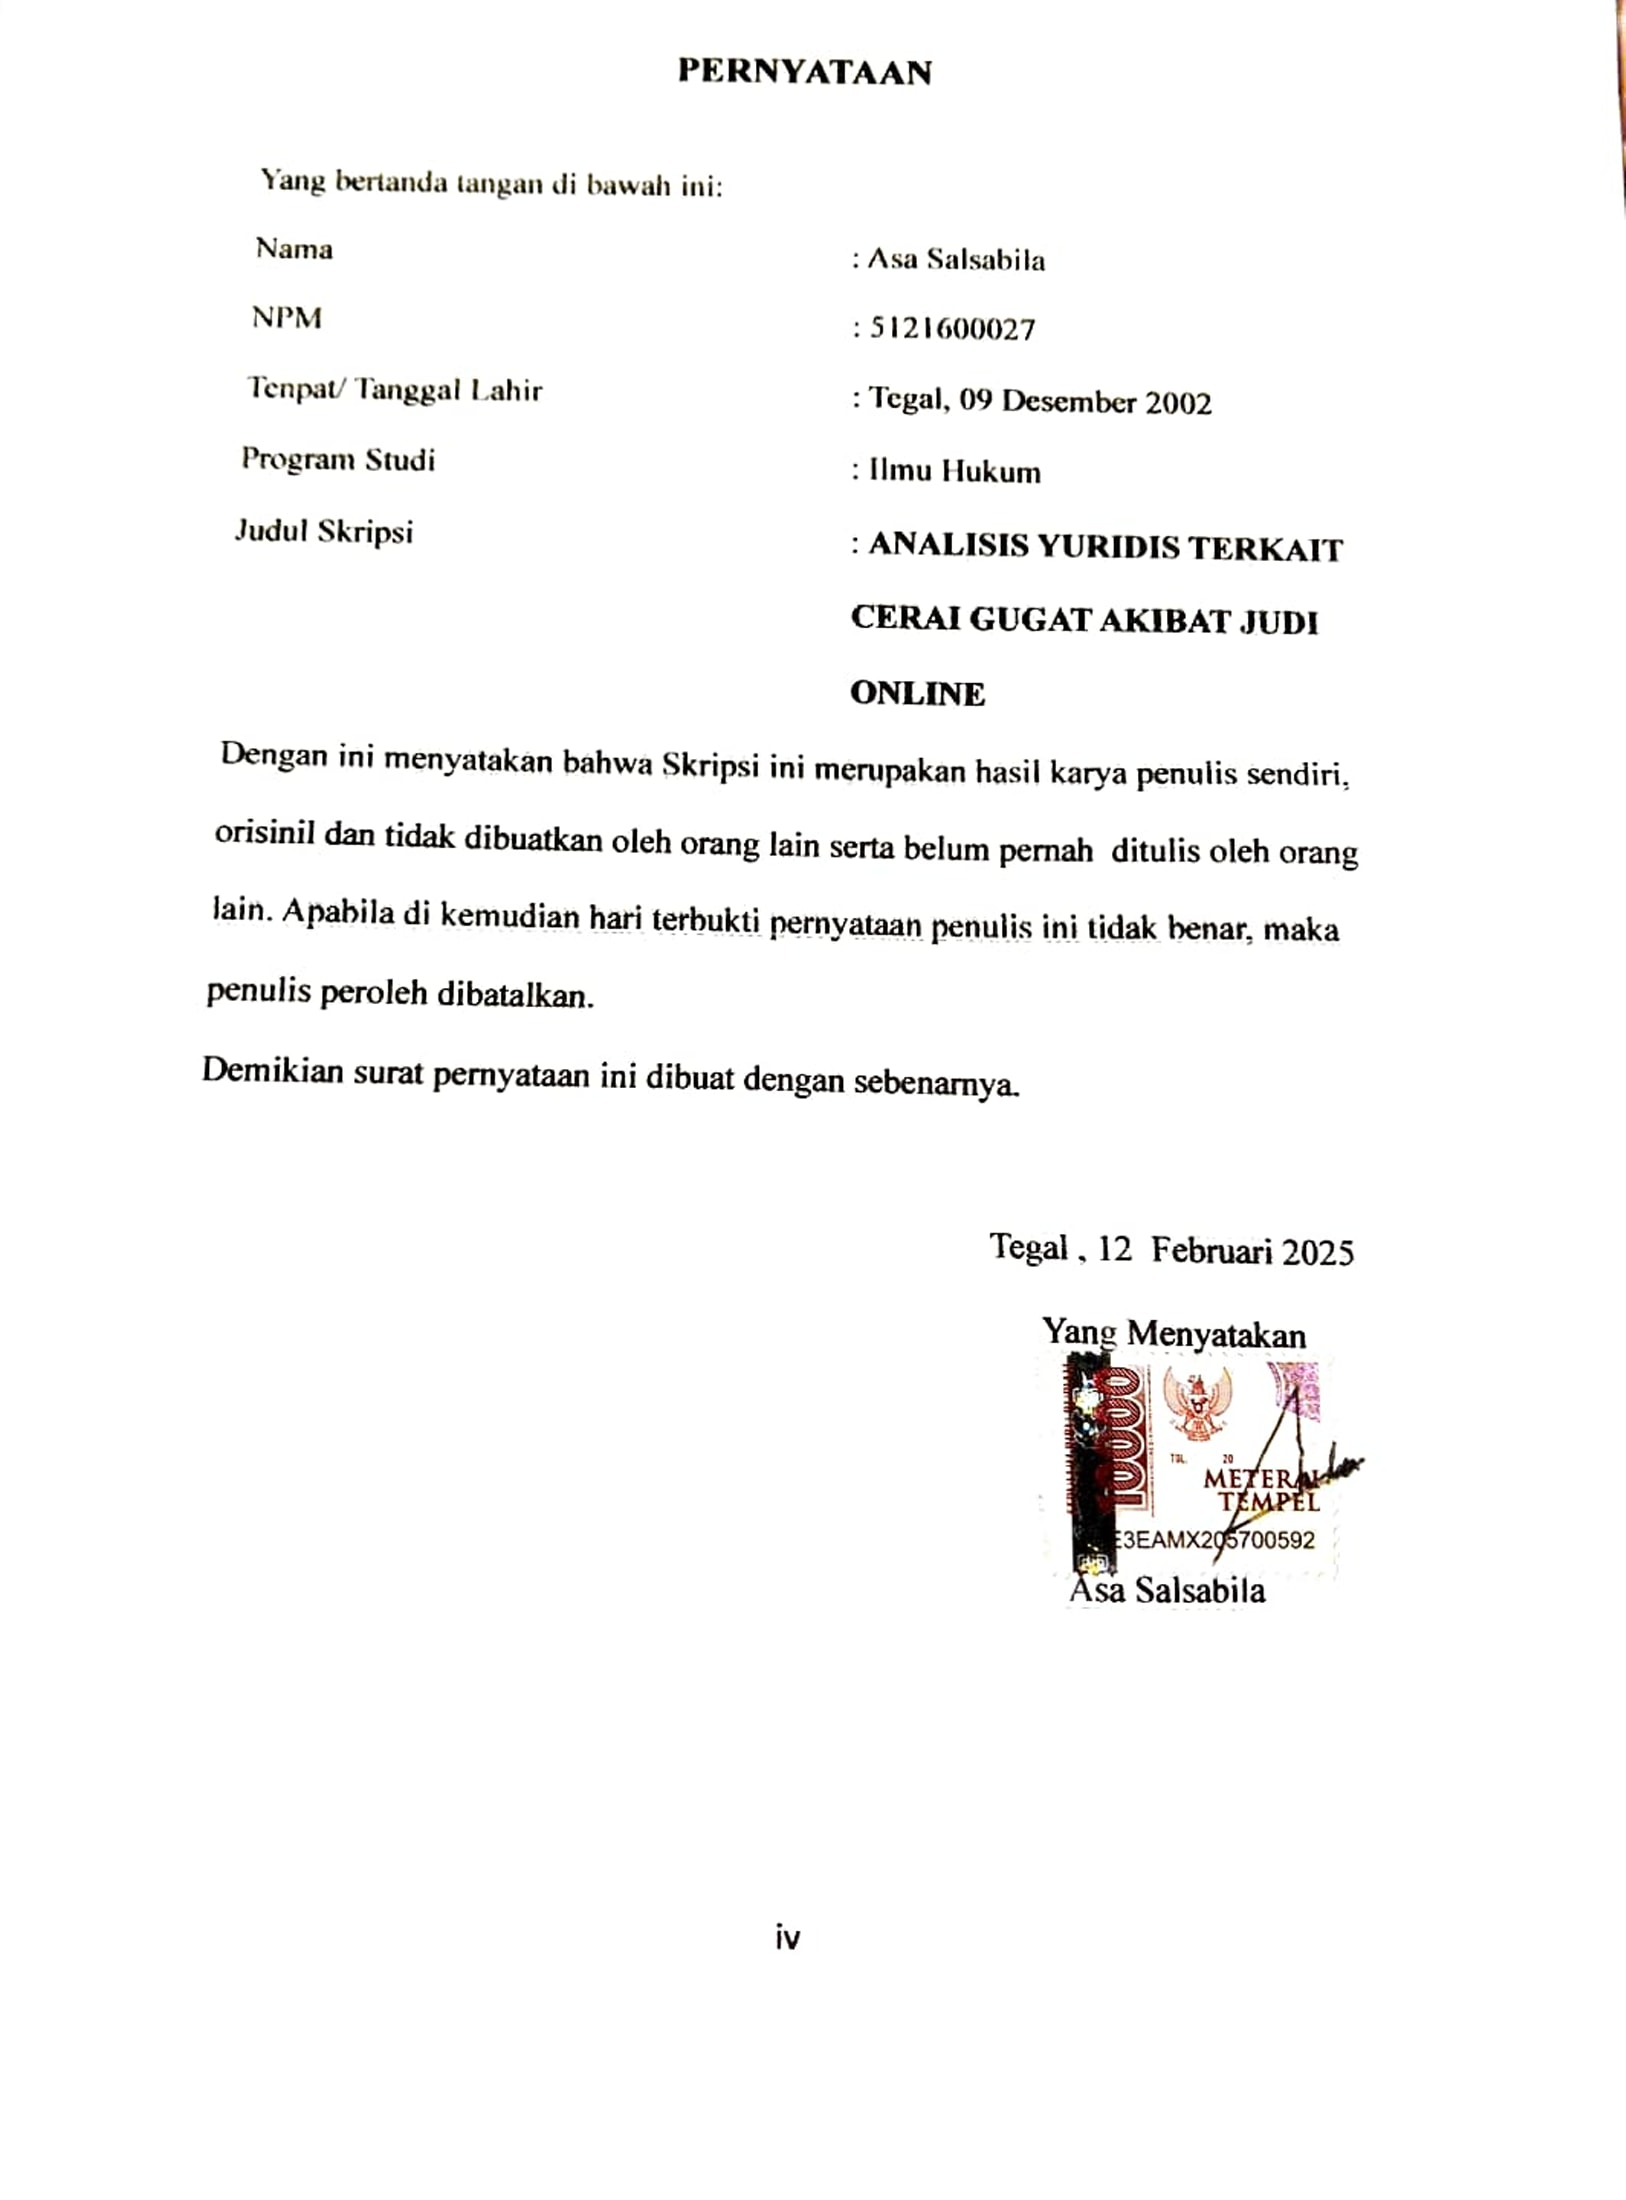 PERNYATAAN
Yang bertanda tangan di bawah ini:
Nama : Asa Salsabila
NPM : 5121600027
Tenpat/ Tanggal Lahir : Tegal, 09 Desember 2002
Program Studi : Ilmu Hukum
Judul Skripsi : ANALISIS YURIDIS TERKAIT
CERAI GUGAT AKIBAT JUDI
ONLINE
Dengan ini menyatakan bahwa Skripsi ini merupakan hasil karya penulis sendiri,
orisinil dan tidak dibuatkan oleh orang lain serta belum pernah ditulis oleh orang
lain. Apabila di kemudian hari terbukti pernyataan penulis ini tidak benar, maka
penulis peroleh dibatalkan.
Demikian surat pernyataan ini dibuat dengan sebenarnya.
Tegal , 12 Februari 2025
Yang Menyatakan
10000
TGL. 20
METERAI
TEMPEL
E3EAMX205700592
Asa Salsabila
iv